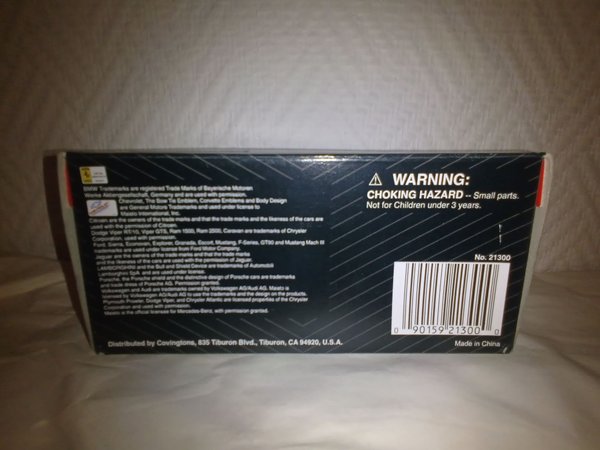 BMW Trademarks are registered Trade Marks of Bayerische Motoren
Werke Aktiengesellschaft, Germany and are used with permission.
Chevrolet, The Bow Tie Emblem, Corvette Emblems and Body Design
are General Motors Trademarks and used under license to
Maisto International, Inc.
Citroen are the owners of the trade marks and that the trade marks and the likeness of the cars are
used with permission of Citroen.
Dodge Viper RT/10, Viper GTS, Ram 1500, Ram 2500, Caravan are trademarks of Chrysler
Corporation, used with permission.
Ford, Sierra, Econovan, Explorer, Granada, Escort, Mustang, F-Series, GT90 and Mustang Mach III
trademarks are used under license from Ford Motor Company.
Jaguar are the owners of the trade marks and that the trade marks
and the likeness of the cars are used with permission of Jaguar.
LAMBORGHINI and the Bull and Shield Device are trademarks of Automobili
Lamborghini SpA and are used under license.
Porsche, the Porsche shield and the distinctive design of Porsche cars are trademarks
and trade dress of Porsche AG. Permission granted.
Volkswagen and Audi are trademarks owned by Volkswagen AG/Audi AG. Maisto is
licensed by Volkswagen AG/Audi AG to use the trademarks and the design on the products.
Plymouth Prowler, Dodge Viper, and Chrysler Atlantic are licensed properties of the Chrysler
Corporation and used with permission.
Maisto is the official licensee for Mercedes-Benz, with permission granted.
Distributed by Covingtons, 835 Tiburon Blvd., Tiburon, CA 94920, U.S.A.
WARNING:
CHOKING HAZARD -- Small parts.
Not for Children under 3 years.
No. 21300
0 90159 21300 0
Made in China